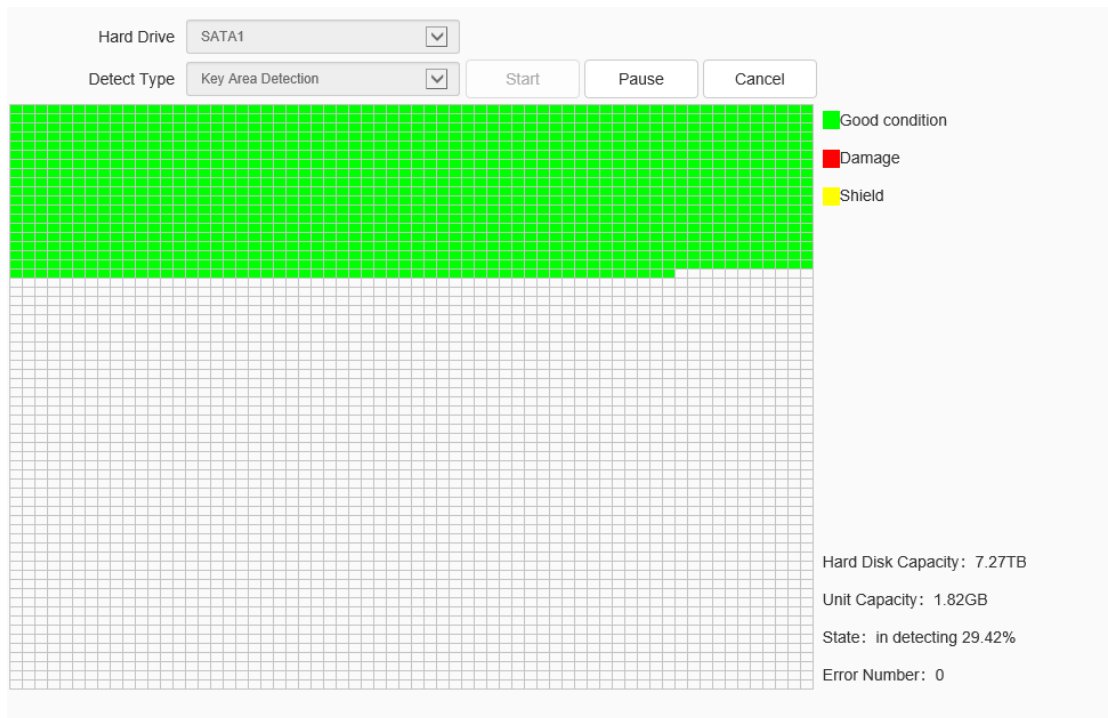 Hard Drive SATA1
Detect Type Key Area Detection Start Pause Cancel
Good condition
Damage
Shield
Hard Disk Capacity: 7.27TB
Unit Capacity: 1.82GB
State: in detecting 29.42%
Error Number: 0